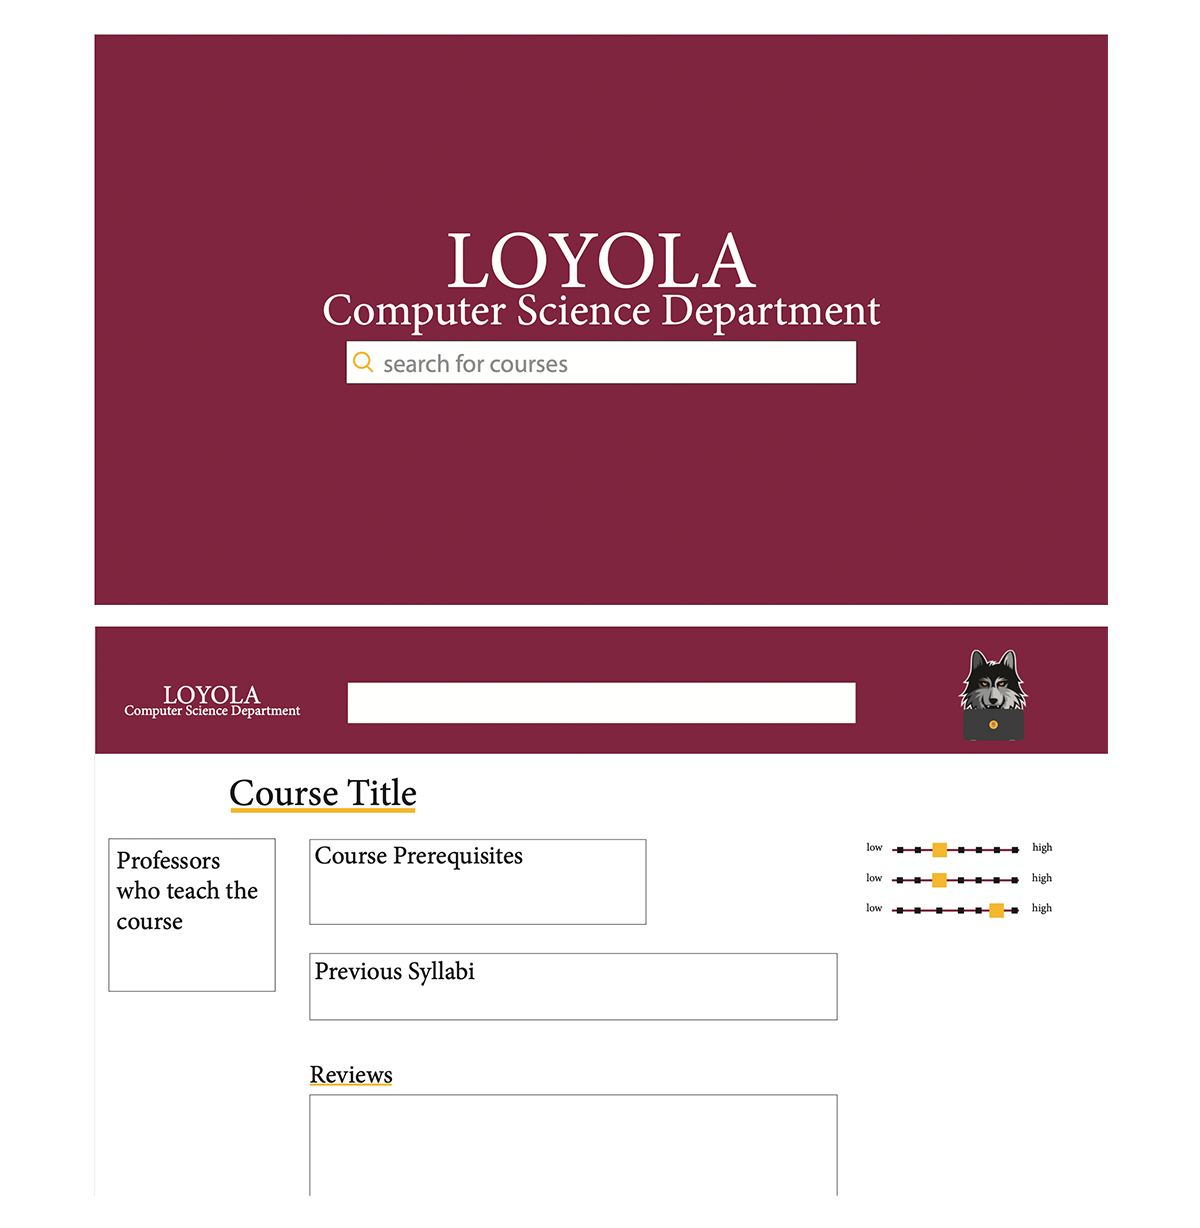 LOYOLA
Computer Science Department
search for courses
LOYOLA
Computer Science Department
Course Title
Professors
who teach the
course
Course Prerequisites
low high
low high
low high
Previous Syllabi
Reviews